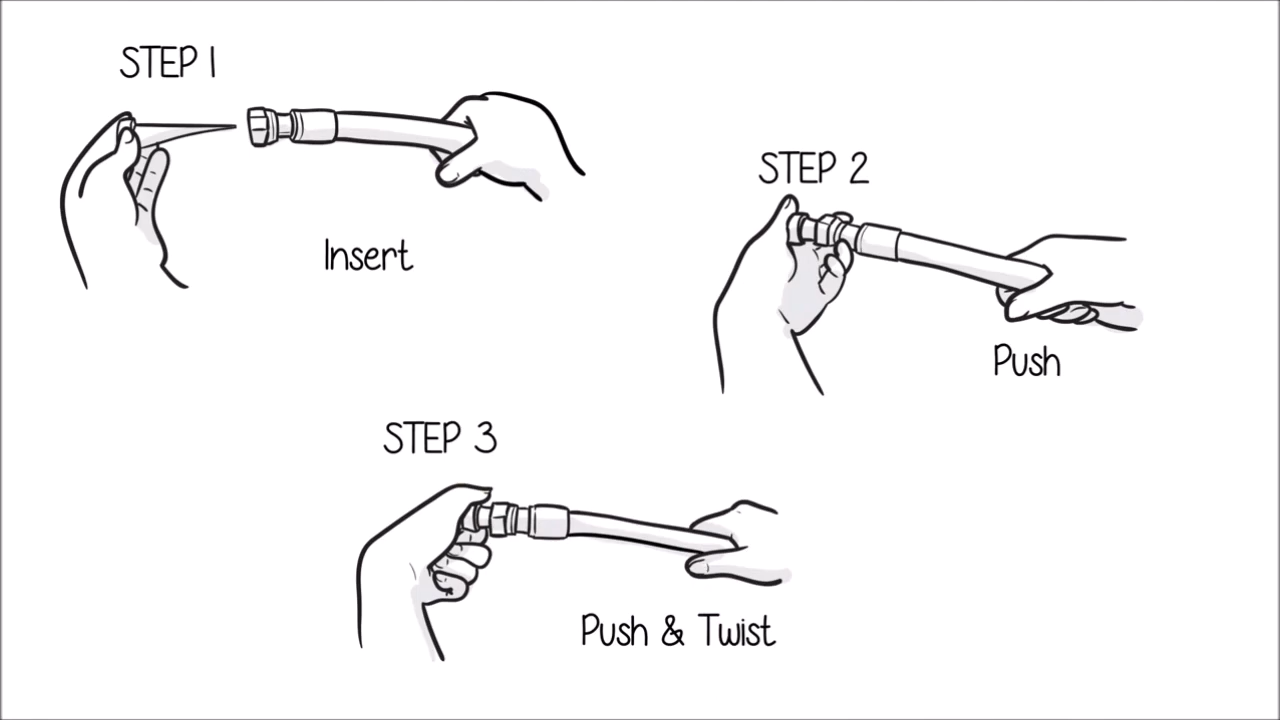 STEP 1
Insert
STEP 2
Push
STEP 3
Push & Twist